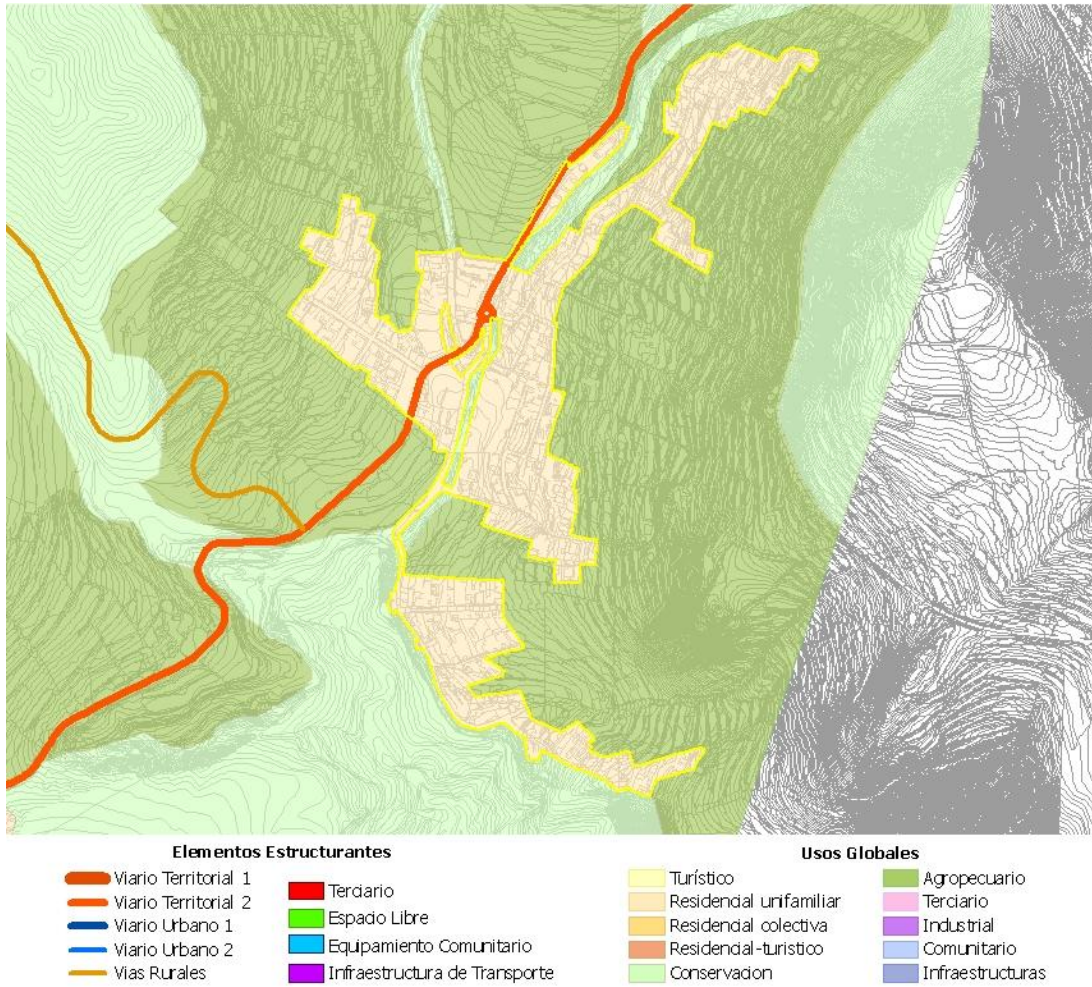 Elementos Estructurantes
Viario Territorial 1
Viario Territorial 2
Viario Urbano 1
Viario Urbano 2
Vias Rurales
Terciario
Espacio Libre
Equipamiento Comunitario
Infraestructura de Transporte
Usos Globales
Turístico
Residencial unifamiliar
Residencial colectiva
Residencial-turistico
Conservacion
Agropecuario
Terciario
Industrial
Comunitario
Infraestructuras